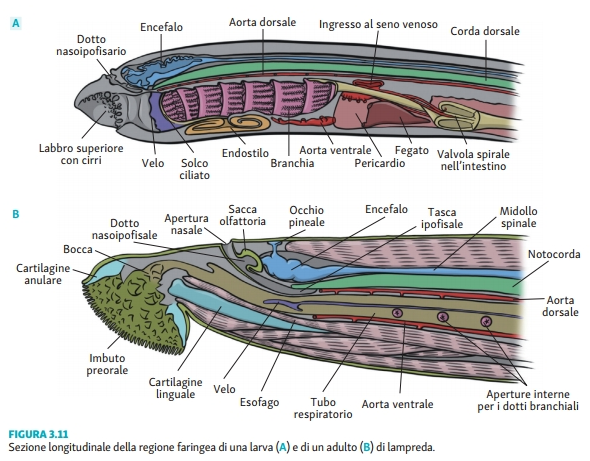 A
Dotto
nasoipofisario
Encefalo
Aorta dorsale
Ingresso al seno venoso
Corda dorsale
Labbro superiore
con cirri
Velo
Solco
ciliato
Endostilo
Branchia
Aorta ventrale
Pericardio
Fegato
Valvola spirale
nell'intestino
B
Cartilagine
anulare
Bocca
Dotto
nasoipofisale
Apertura
nasale
Sacca
olfattoria
Occhio
pineale
Encefalo
Tasca
ipofisale
Midollo
spinale
Notocorda
Aorta
dorsale
Imbuto
preorale
Cartilagine
linguale
Velo
Esofago
Tubo
respiratorio
Aorta ventrale
Aperture interne
per i dotti branchiali
FIGURA 3.11
Sezione longitudinale della regione faringea di una larva (A) e di un adulto (B) di lampreda.